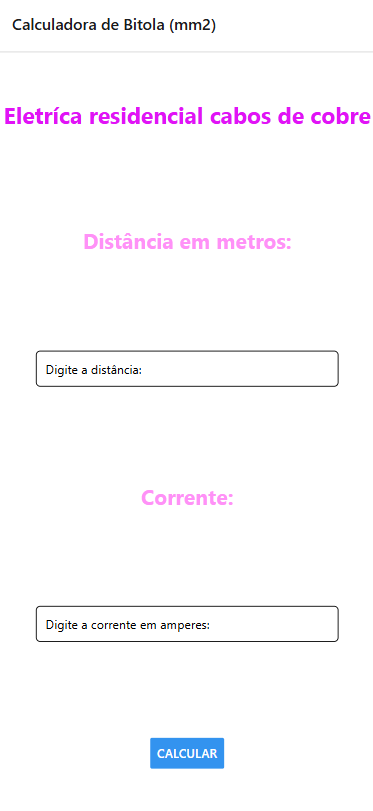 Calculadora de Bitola (mm2)
Eletríca residencial cabos de cobre
Distância em metros:
Digite a distância:
Corrente:
Digite a corrente em amperes:
CALCULAR